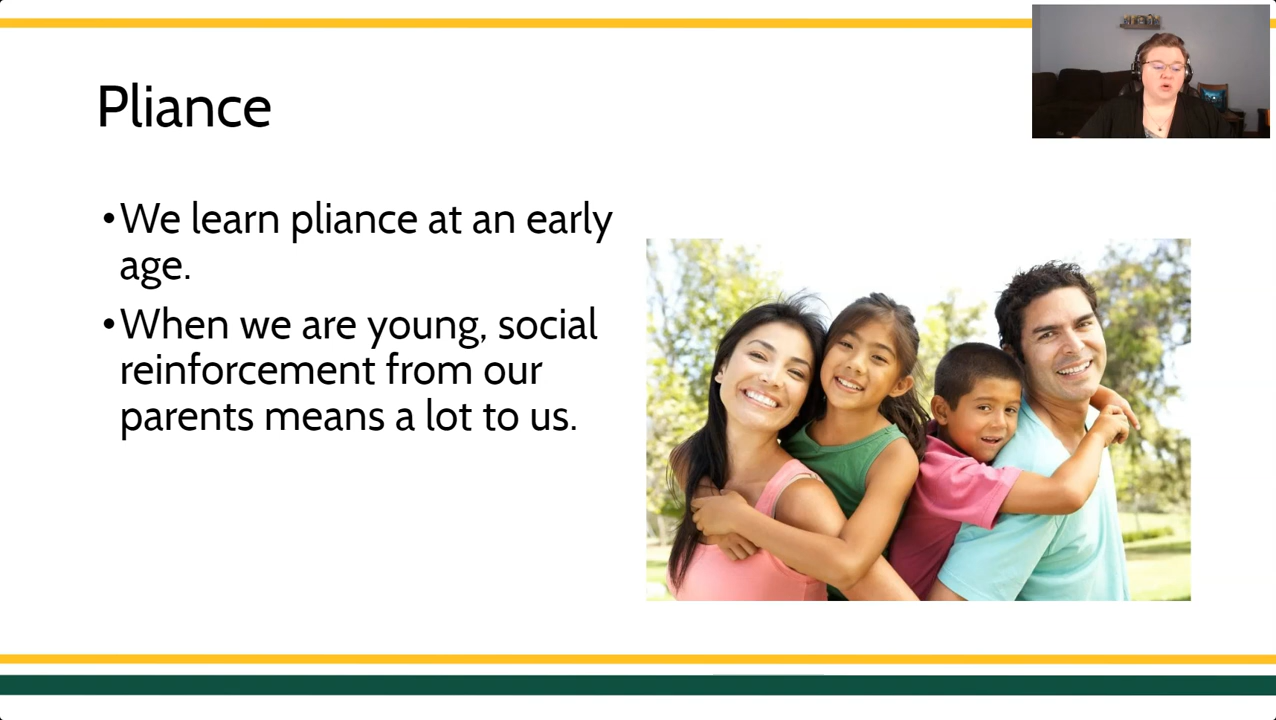 Pliance
•We learn pliance at an early
age.
•When we are young, social
reinforcement from our
parents means a lot to us.